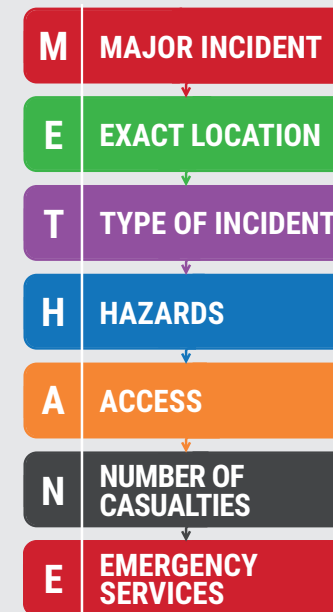 M MAJOR INCIDENT
E EXACT LOCATION
T TYPE OF INCIDENT
H HAZARDS
A ACCESS
N NUMBER OF
CASUALTIES
E EMERGENCY
SERVICES